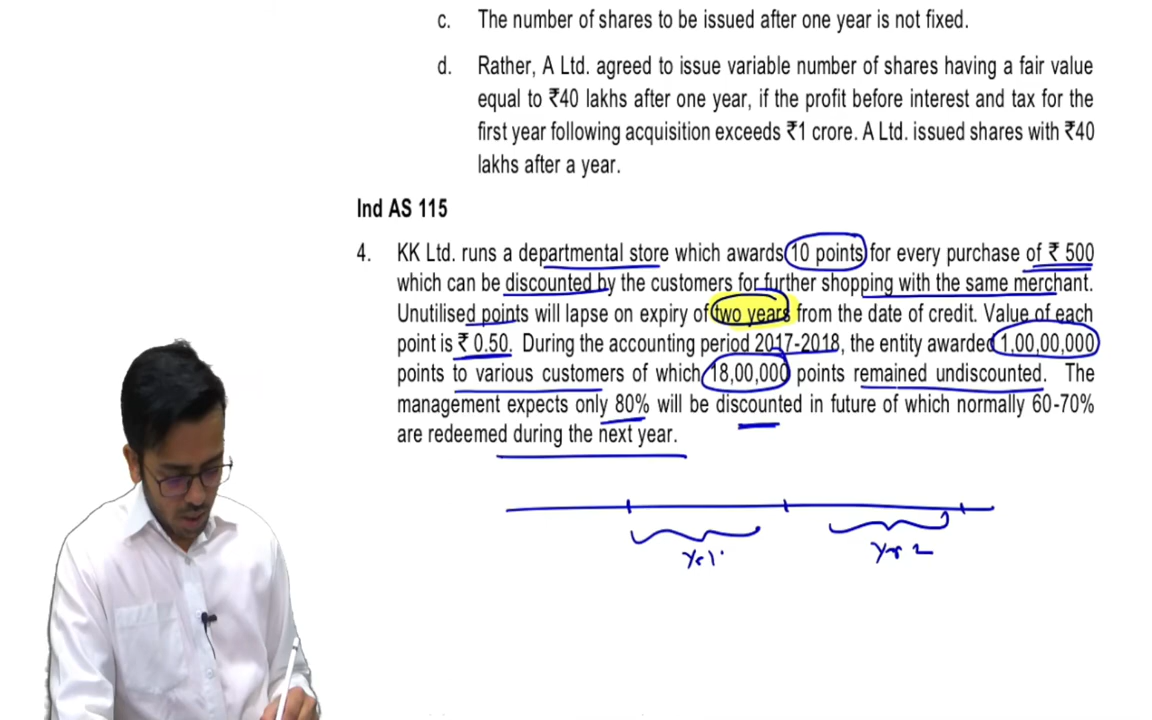 c. The number of shares to be issued after one year is not fixed.
d. Rather, A Ltd. agreed to issue variable number of shares having a fair value
equal to ₹40 lakhs after one year, if the profit before interest and tax for the
first year following acquisition exceeds ₹1 crore. A Ltd. issued shares with ₹40
lakhs after a year.
Ind AS 115
4. KK Ltd. runs a departmental store which awards 10 points for every purchase of ₹ 500
which can be discounted by the customers for further shopping with the same merchant.
Unutilised points will lapse on expiry of two years from the date of credit. Value of each
point is ₹ 0.50. During the accounting period 2017-2018, the entity awarded 1,00,00,000
points to various customers of which 18,00,000 points remained undiscounted. The
management expects only 80% will be discounted in future of which normally 60-70%
are redeemed during the next year.
Yr 1 Yr 2